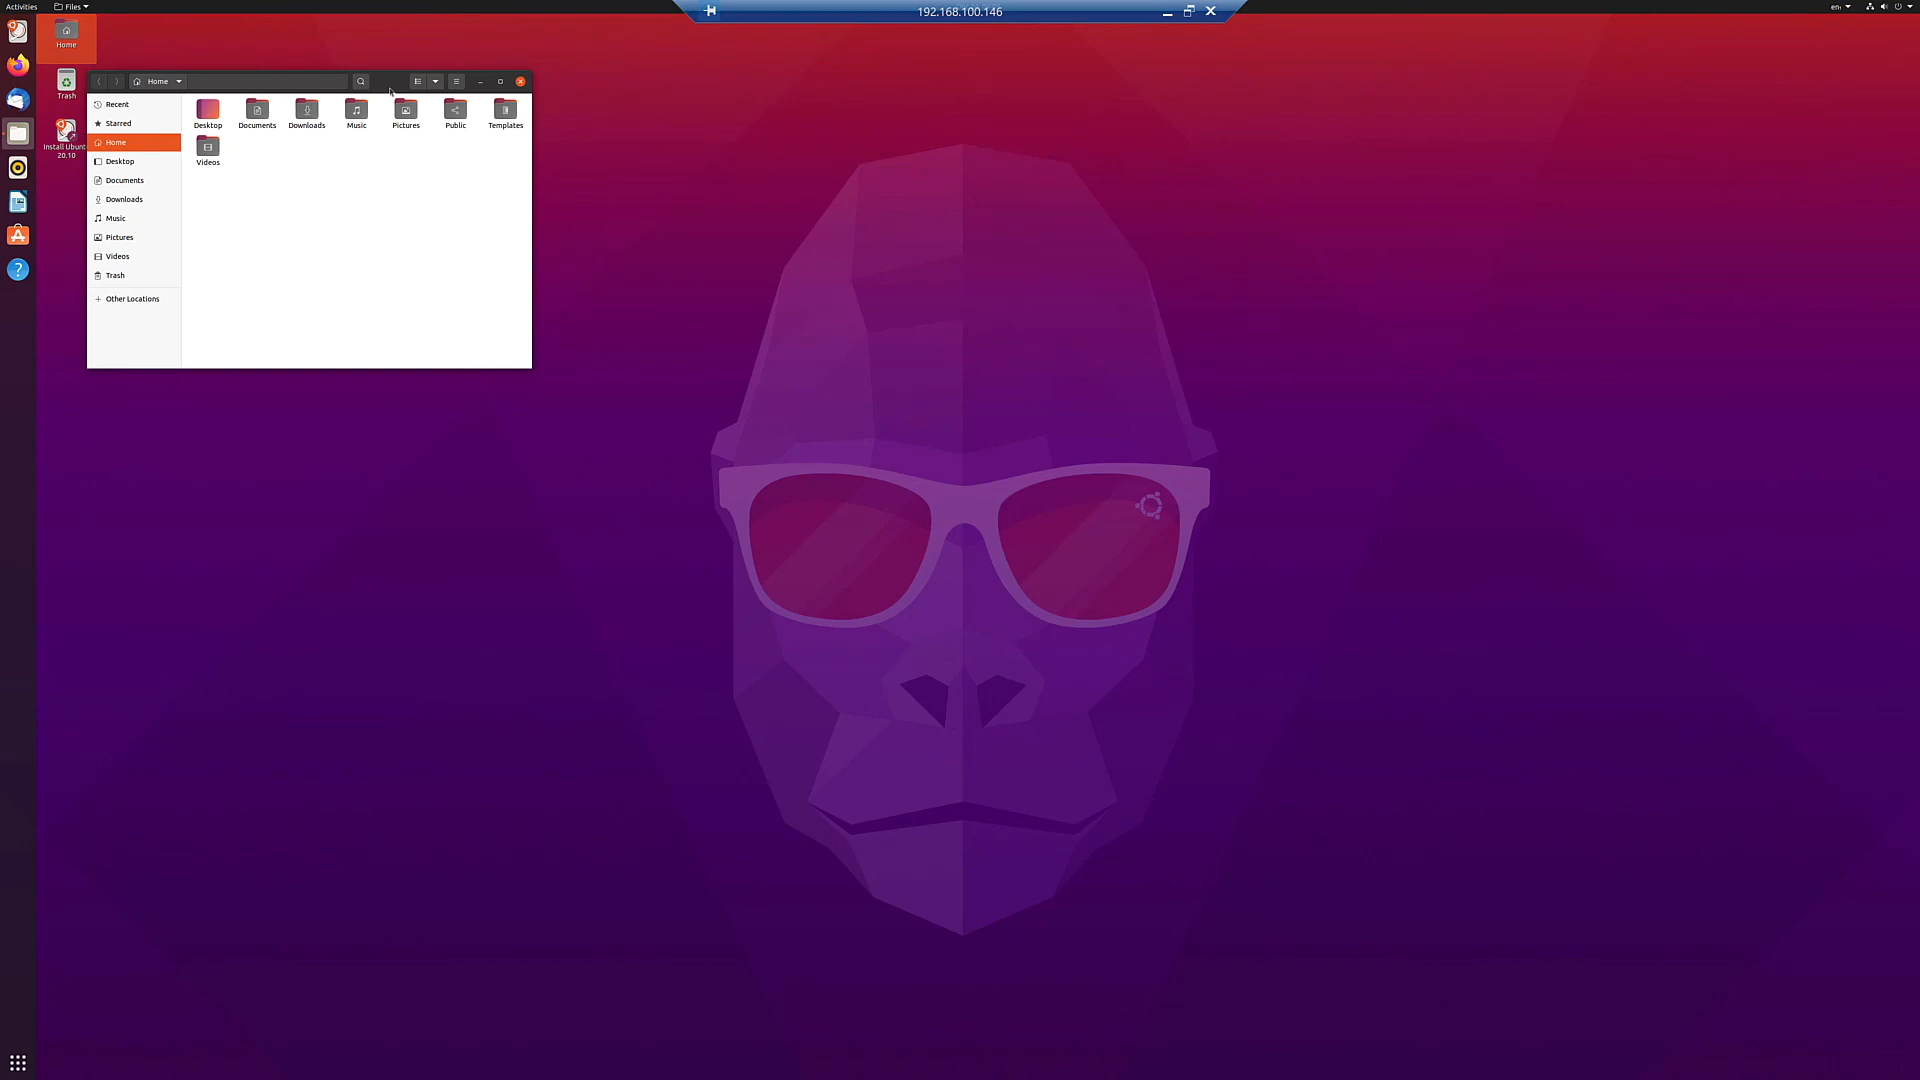 Activities
Files
192.168.100.146
en
Home
Trash
Install Ubunt
20.10
Home
Recent
Starred
Home
Desktop
Documents
Downloads
Music
Pictures
Videos
Trash
Other Locations
Desktop
Documents
Downloads
Music
Pictures
Public
Templates
Videos